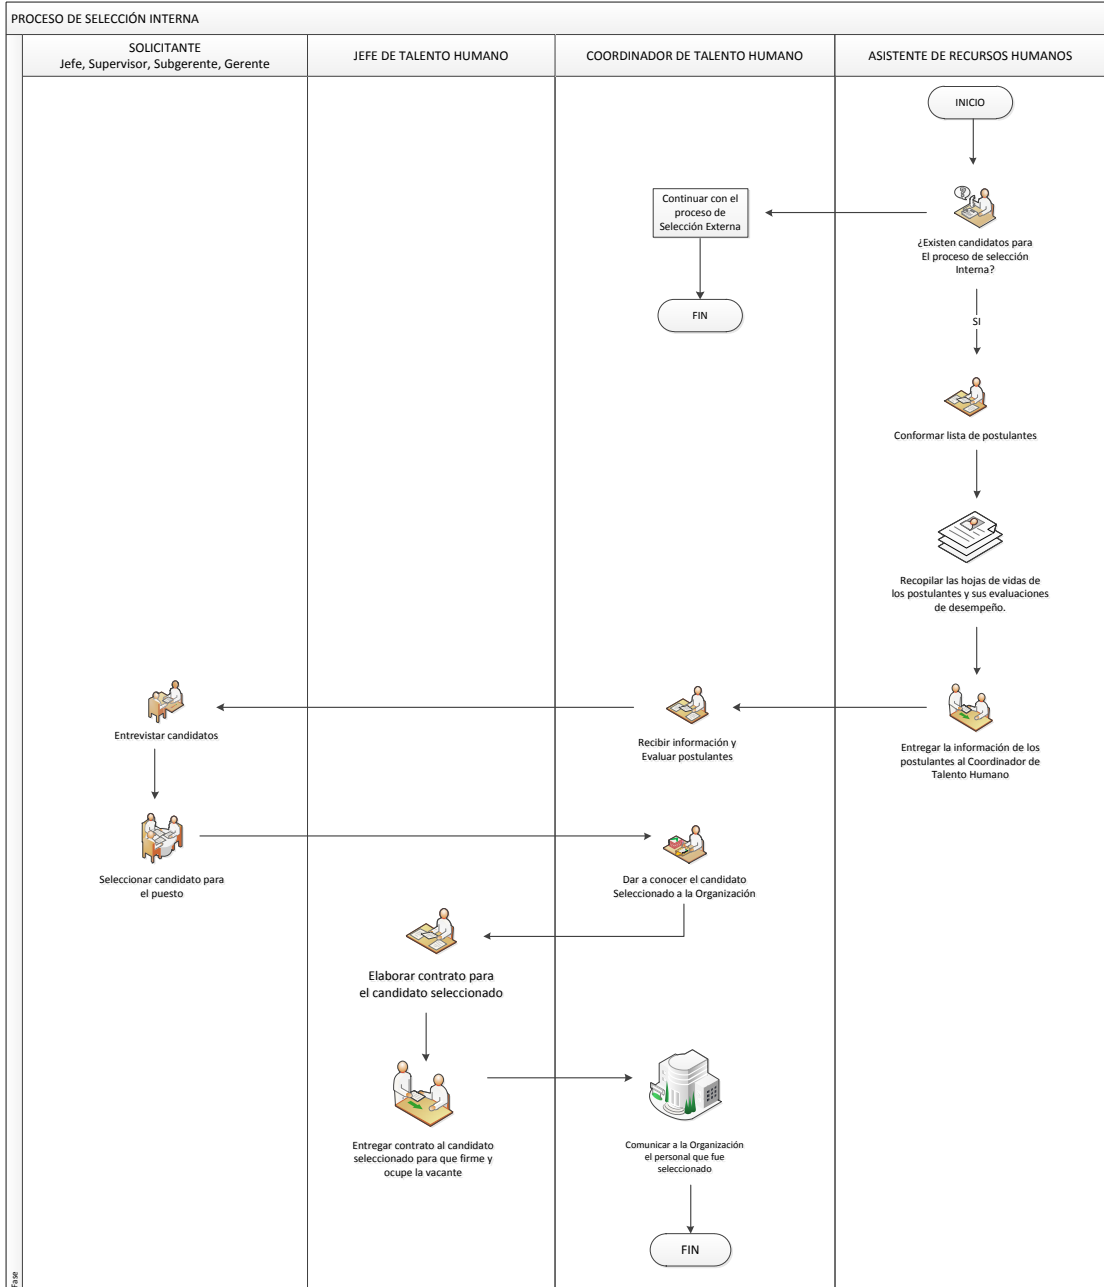 PROCESO DE SELECCIÓN INTERNA
SOLICITANTE
Jefe, Supervisor, Subgerente, Gerente
JEFE DE TALENTO HUMANO
COORDINADOR DE TALENTO HUMANO
ASISTENTE DE RECURSOS HUMANOS
INICIO
Continuar con el
proceso de
Selección Externa
¿Existen candidatos para
El proceso de selección
Interna?
FIN
SI
Conformar lista de postulantes
Recopilar las hojas de vidas de
los postulantes y sus evaluaciones
de desempeño.
Entrevistar candidatos
Recibir información y
Evaluar postulantes
Entregar la información de los
postulantes al Coordinador de
Talento Humano
Seleccionar candidato para
el puesto
Dar a conocer el candidato
Seleccionado a la Organización
Elaborar contrato para
el candidato seleccionado
Entregar contrato al candidato
seleccionado para que firme y
ocupe la vacante
Comunicar a la Organización
el personal que fue
seleccionado
FIN
Fase